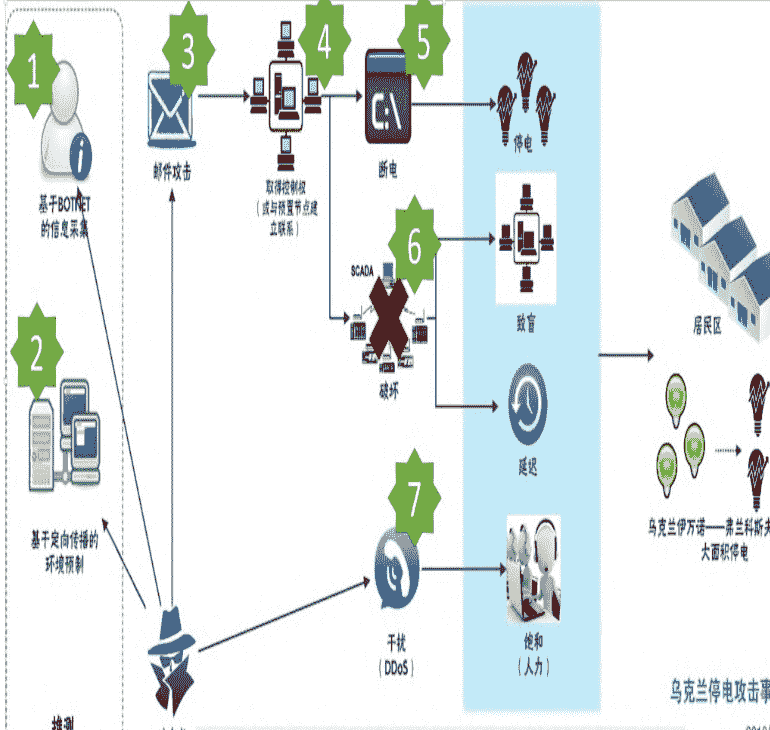 1
基于BOTNET
的信息采集
2
基于定向传播的
环境预制
推测
3
邮件攻击
4
取得控制权
(或与预置节点建
立联系)
5
C:\
断电
6
SCADA
破坏
7
干扰
(DDoS)
停电
致盲
延迟
饱和
(人力)
居民区
乌克兰伊万诺——弗兰科斯夫
大面积停电
乌克兰停电攻击事